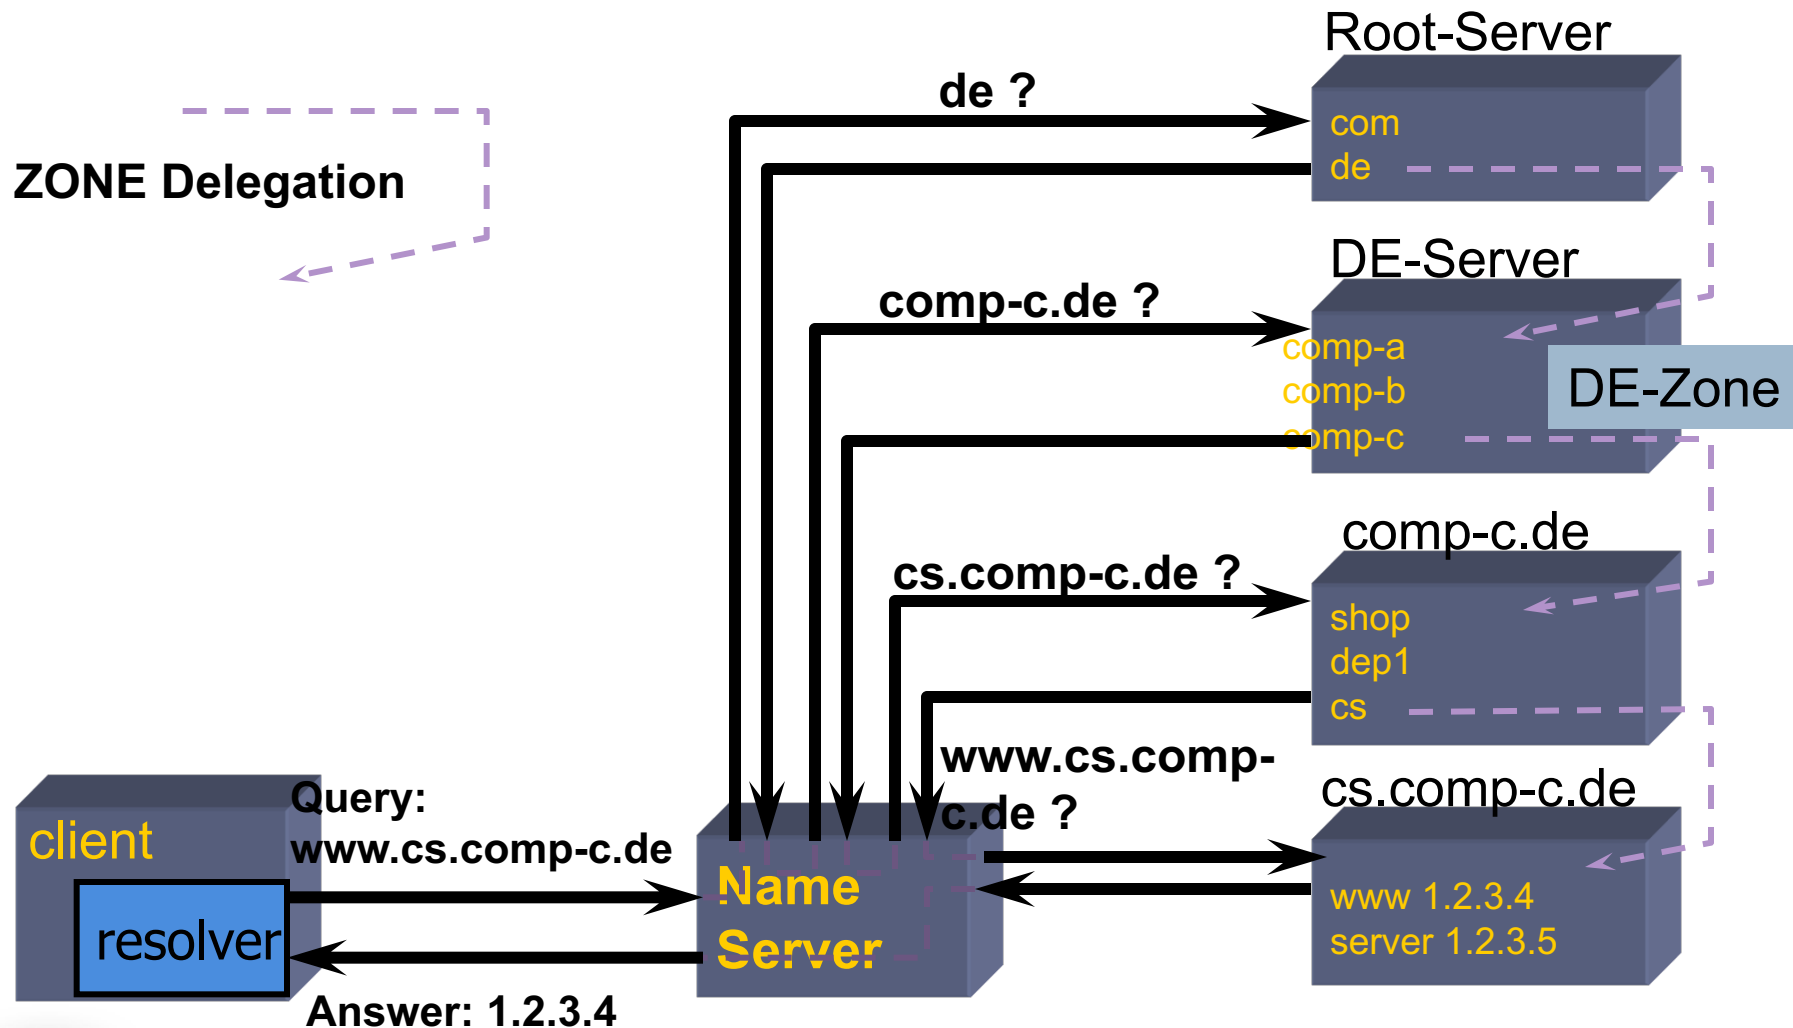 Root-Server
de ?
com
de
ZONE Delegation
DE-Server
comp-c.de ?
comp-a
comp-b
comp-c
DE-Zone
comp-c.de
cs.comp-c.de ?
shop
dep1
cs
www.cs.comp-
c.de ?
cs.comp-c.de
www 1.2.3.4
server 1.2.3.5
client
resolver
Query:
www.cs.comp-c.de
Name
Server
Answer: 1.2.3.4